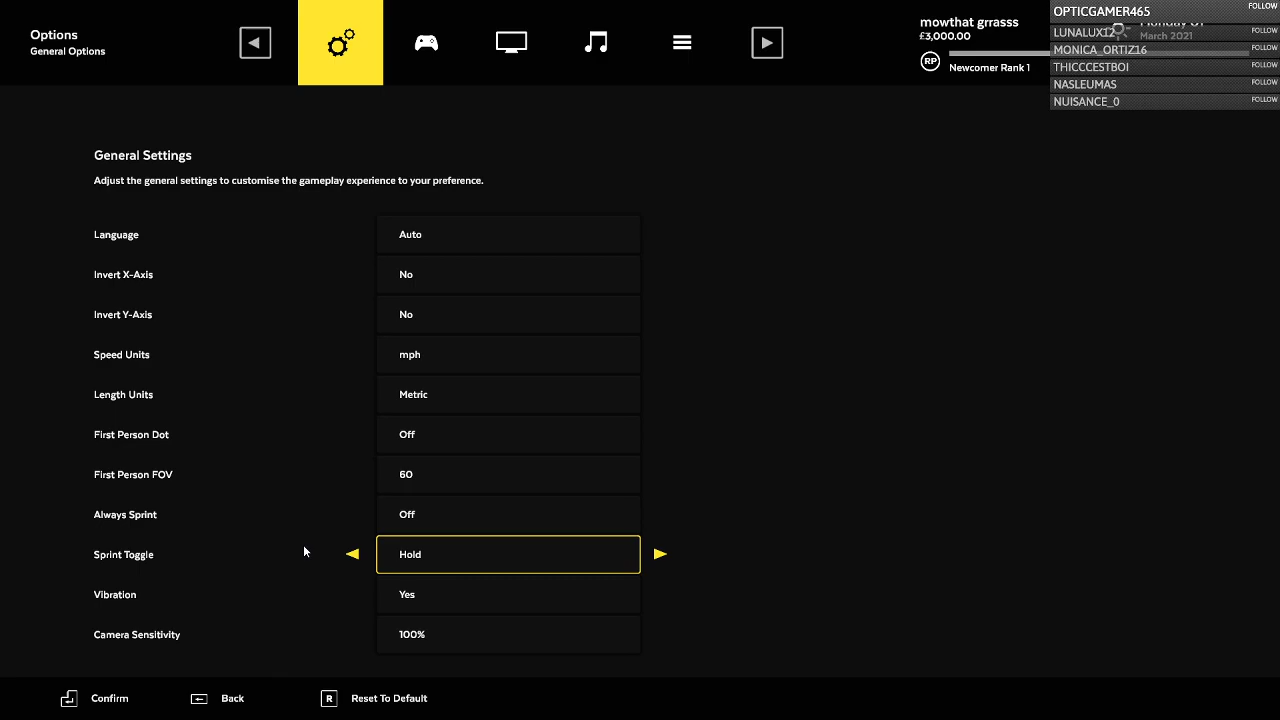 Options
General Options
mowthat grrasss
£3,000.00
RP
Newcomer Rank 1
March 2021
OPTICGAMER465 FOLLOW
LUNALUX12 FOLLOW
MONICA_ORTIZ16 FOLLOW
THICCCESTBOI FOLLOW
NASLEUMAS FOLLOW
NUISANCE_0 FOLLOW
General Settings
Adjust the general settings to customise the gameplay experience to your preference.
Language Auto
Invert X-Axis No
Invert Y-Axis No
Speed Units mph
Length Units Metric
First Person Dot Off
First Person FOV 60
Always Sprint Off
Sprint Toggle Hold
Vibration Yes
Camera Sensitivity 100%
Confirm
Back
R Reset To Default